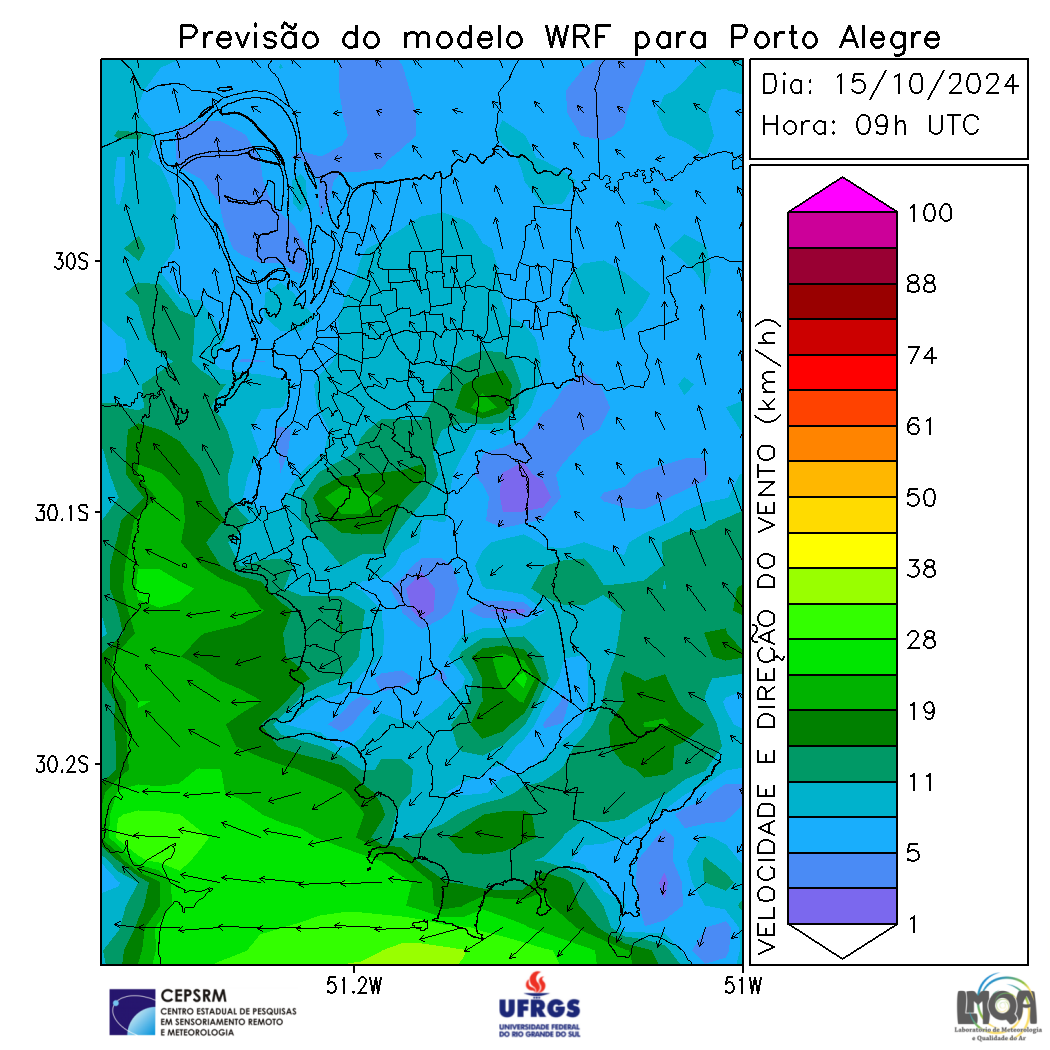 Previsão do modelo WRF para Porto Alegre
Dia: 15/10/2024
Hora: 09h UTC
30S
30.1S
30.2S
51.2W
51W
VELOCIDADE E DIREÇÃO DO VENTO (km/h)
100
88
74
61
50
38
28
19
11
5
1
CEPSRM
CENTRO ESTADUAL DE PESQUISAS
EM SENSORIAMENTO REMOTO
E METEOROLOGIA
UFRGS
UNIVERSIDADE FEDERAL
DO RIO GRANDE DO SUL
LMQA
Laboratório de Meteorologia
e Qualidade do Ar